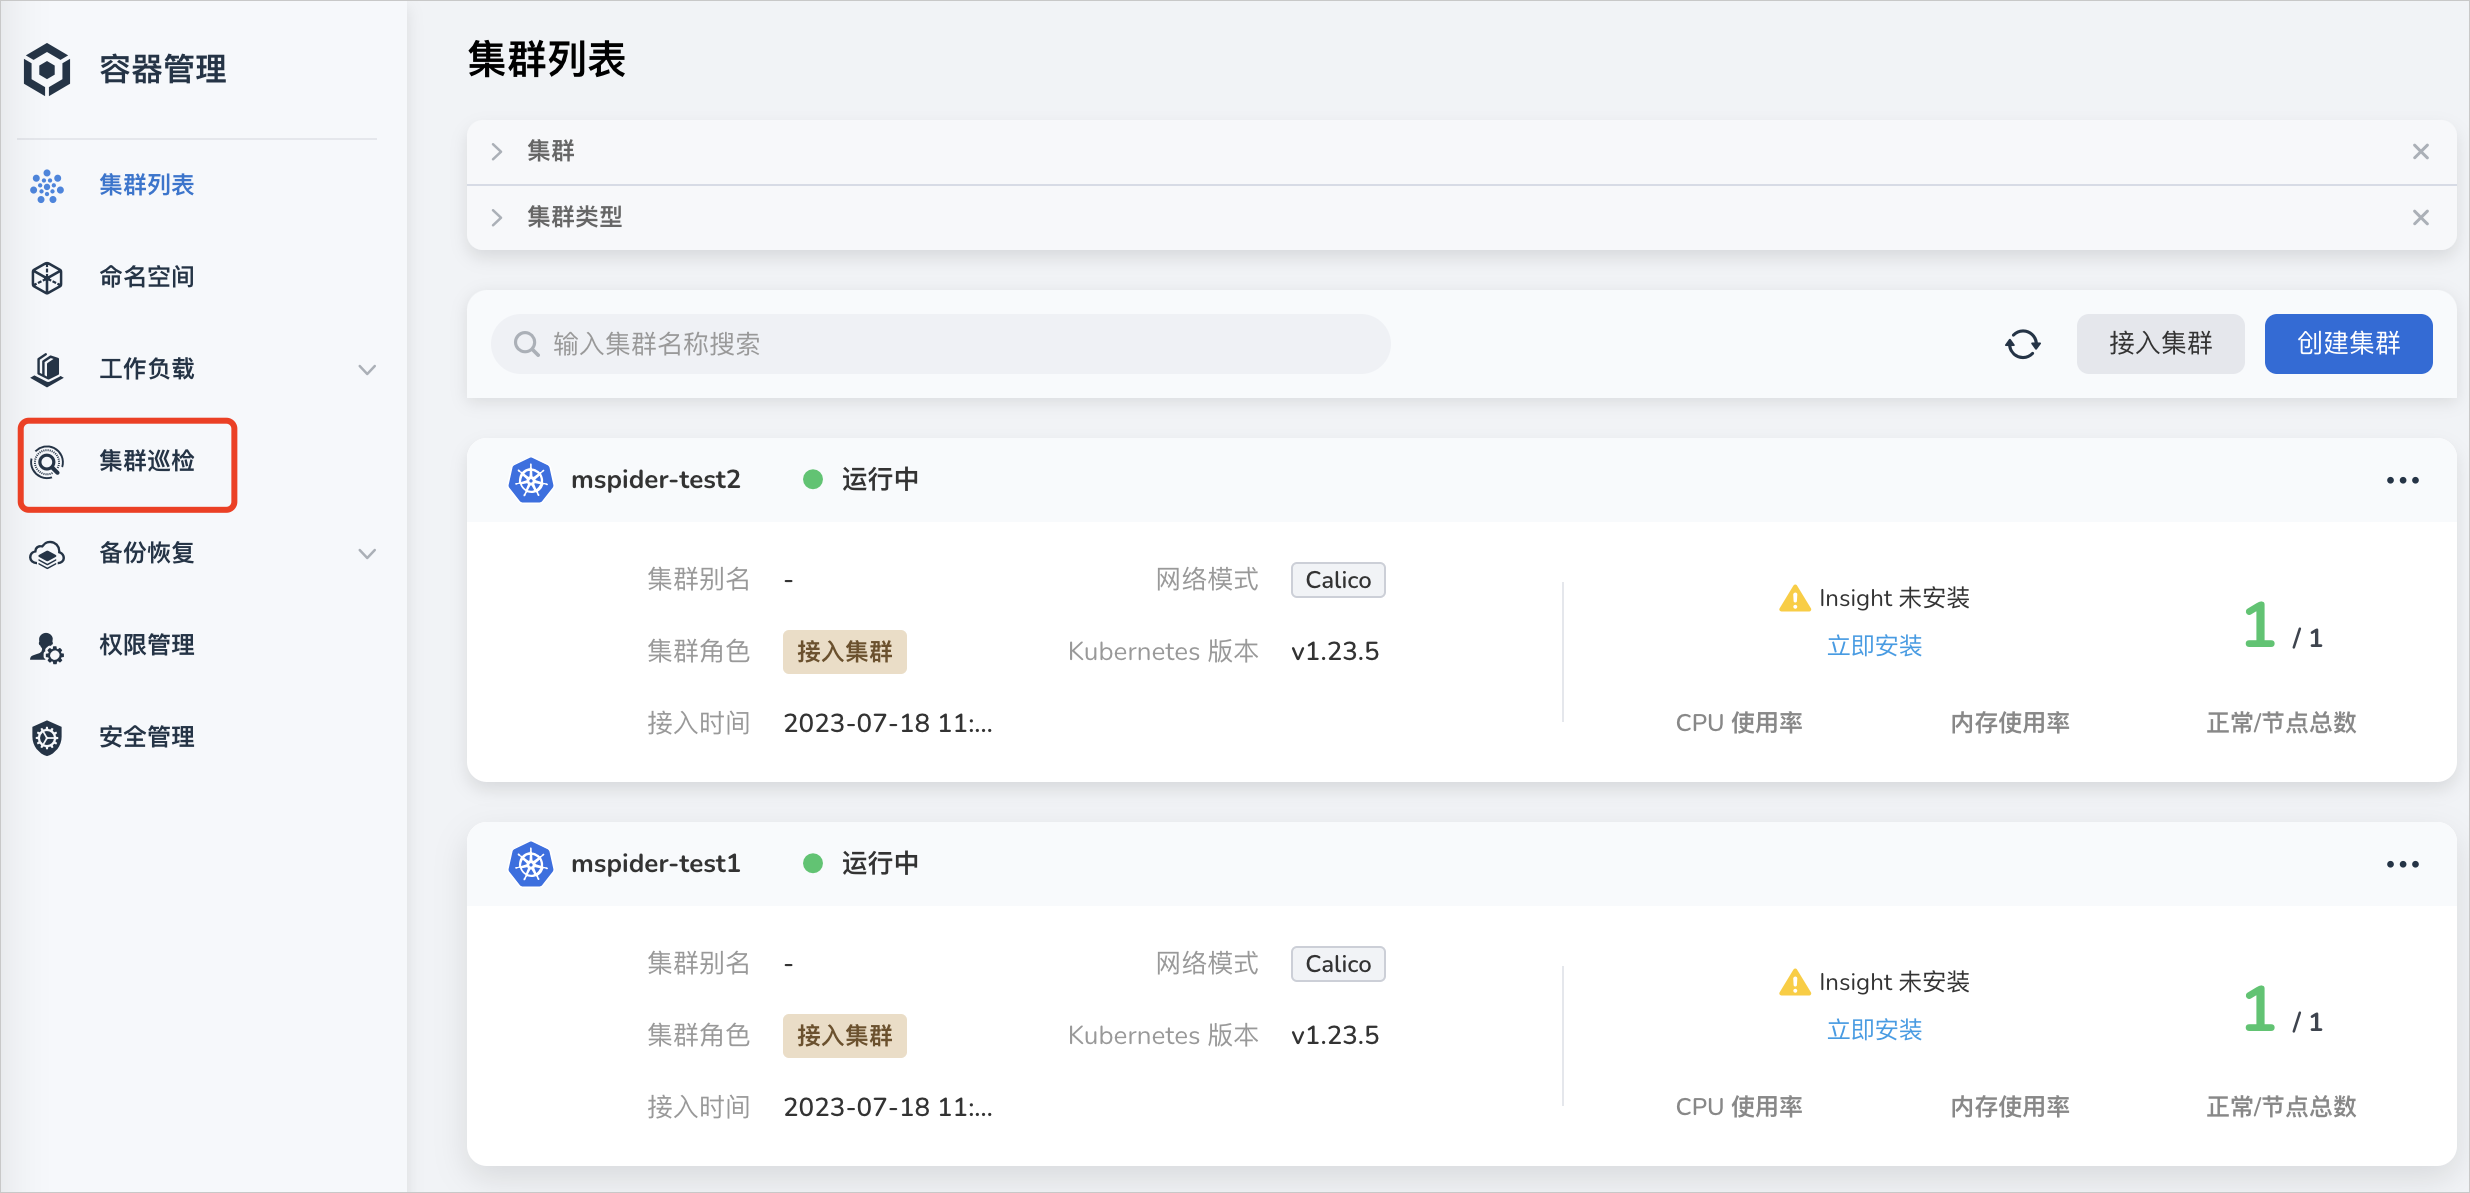 容器管理
集群列表
命名空间
工作负载
集群巡检
备份恢复
权限管理
安全管理
集群列表
集群
集群类型
输入集群名称搜索
接入集群
创建集群
mspider-test2
运行中
集群别名 -
网络模式 Calico
集群角色 接入集群
Kubernetes 版本 v1.23.5
接入时间 2023-07-18 11:...
Insight 未安装
立即安装
1 / 1
CPU 使用率
内存使用率
正常/节点总数
mspider-test1
运行中
集群别名 -
网络模式 Calico
集群角色 接入集群
Kubernetes 版本 v1.23.5
接入时间 2023-07-18 11:...
Insight 未安装
立即安装
1 / 1
CPU 使用率
内存使用率
正常/节点总数